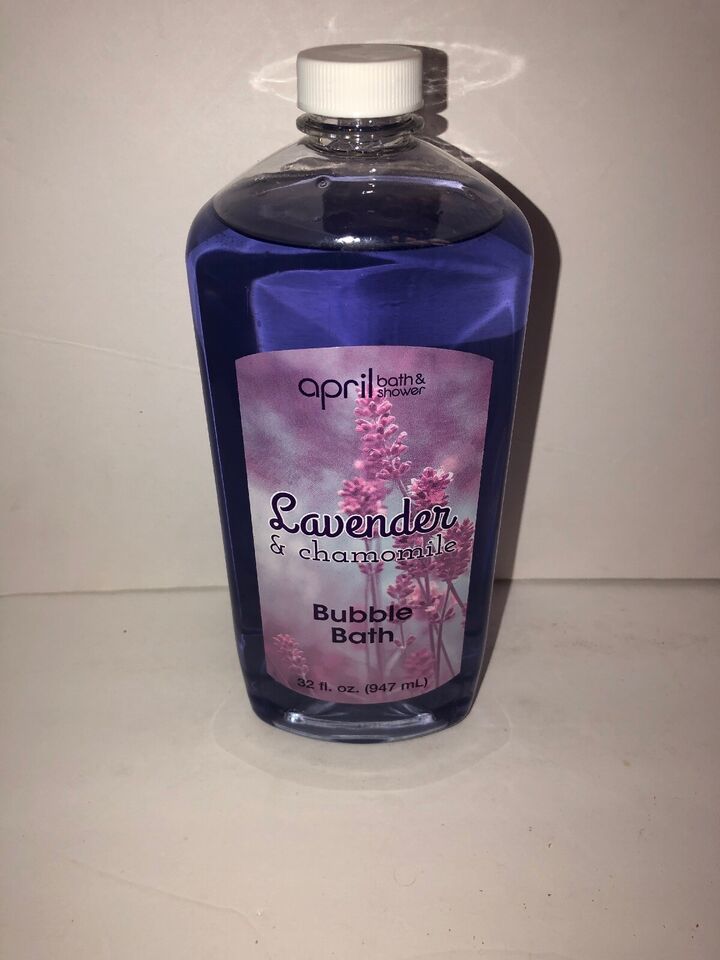 april bath &
shower
Lavender
& chamomile
Bubble
Bath
32 fl. oz. (947 mL)